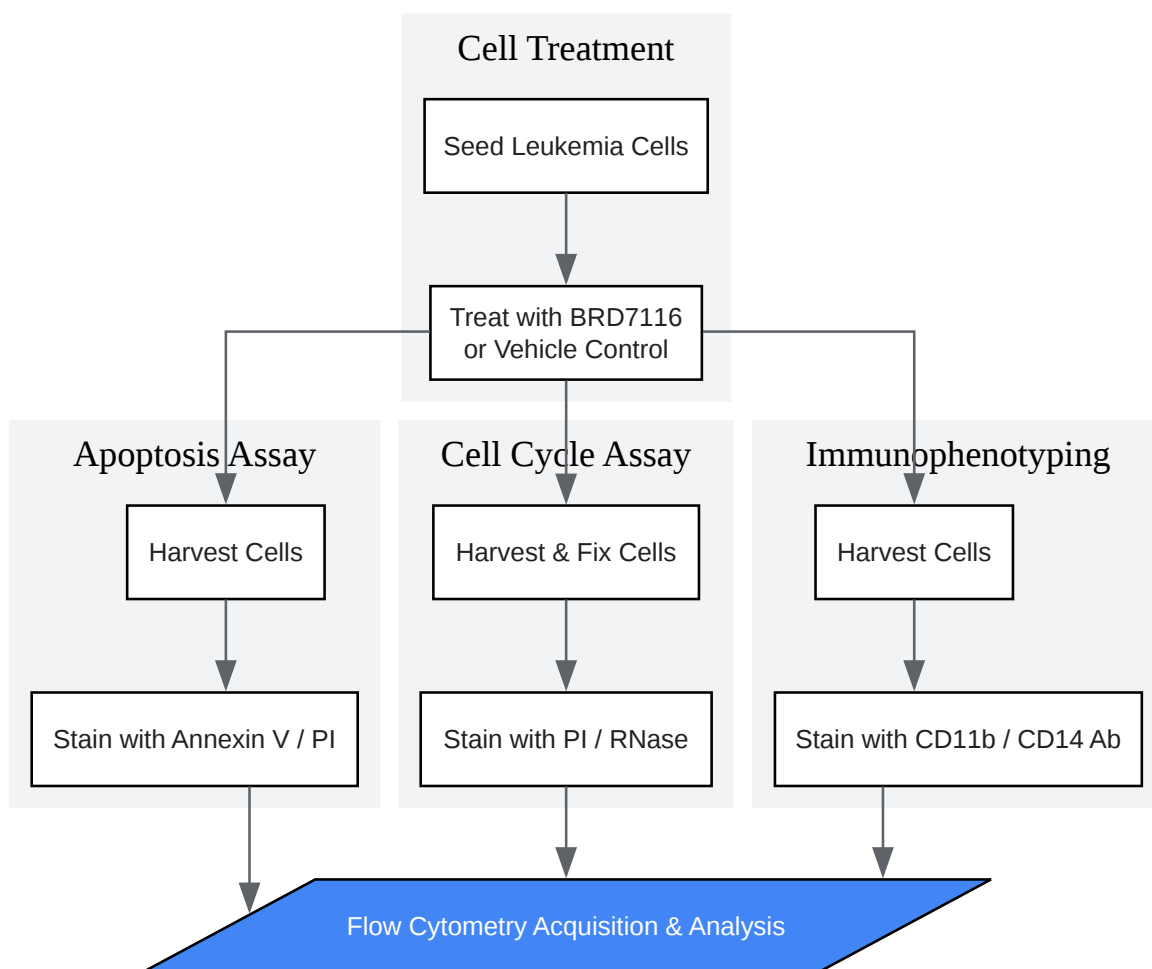 Cell Treatment
Seed Leukemia Cells
Treat with BRD7116
or Vehicle Control
Apoptosis Assay
Harvest Cells
Stain with Annexin V / PI
Cell Cycle Assay
Harvest & Fix Cells
Stain with PI / RNase
Immunophenotyping
Harvest Cells
Stain with CD11b / CD14 Ab
Flow Cytometry Acquisition & Analysis